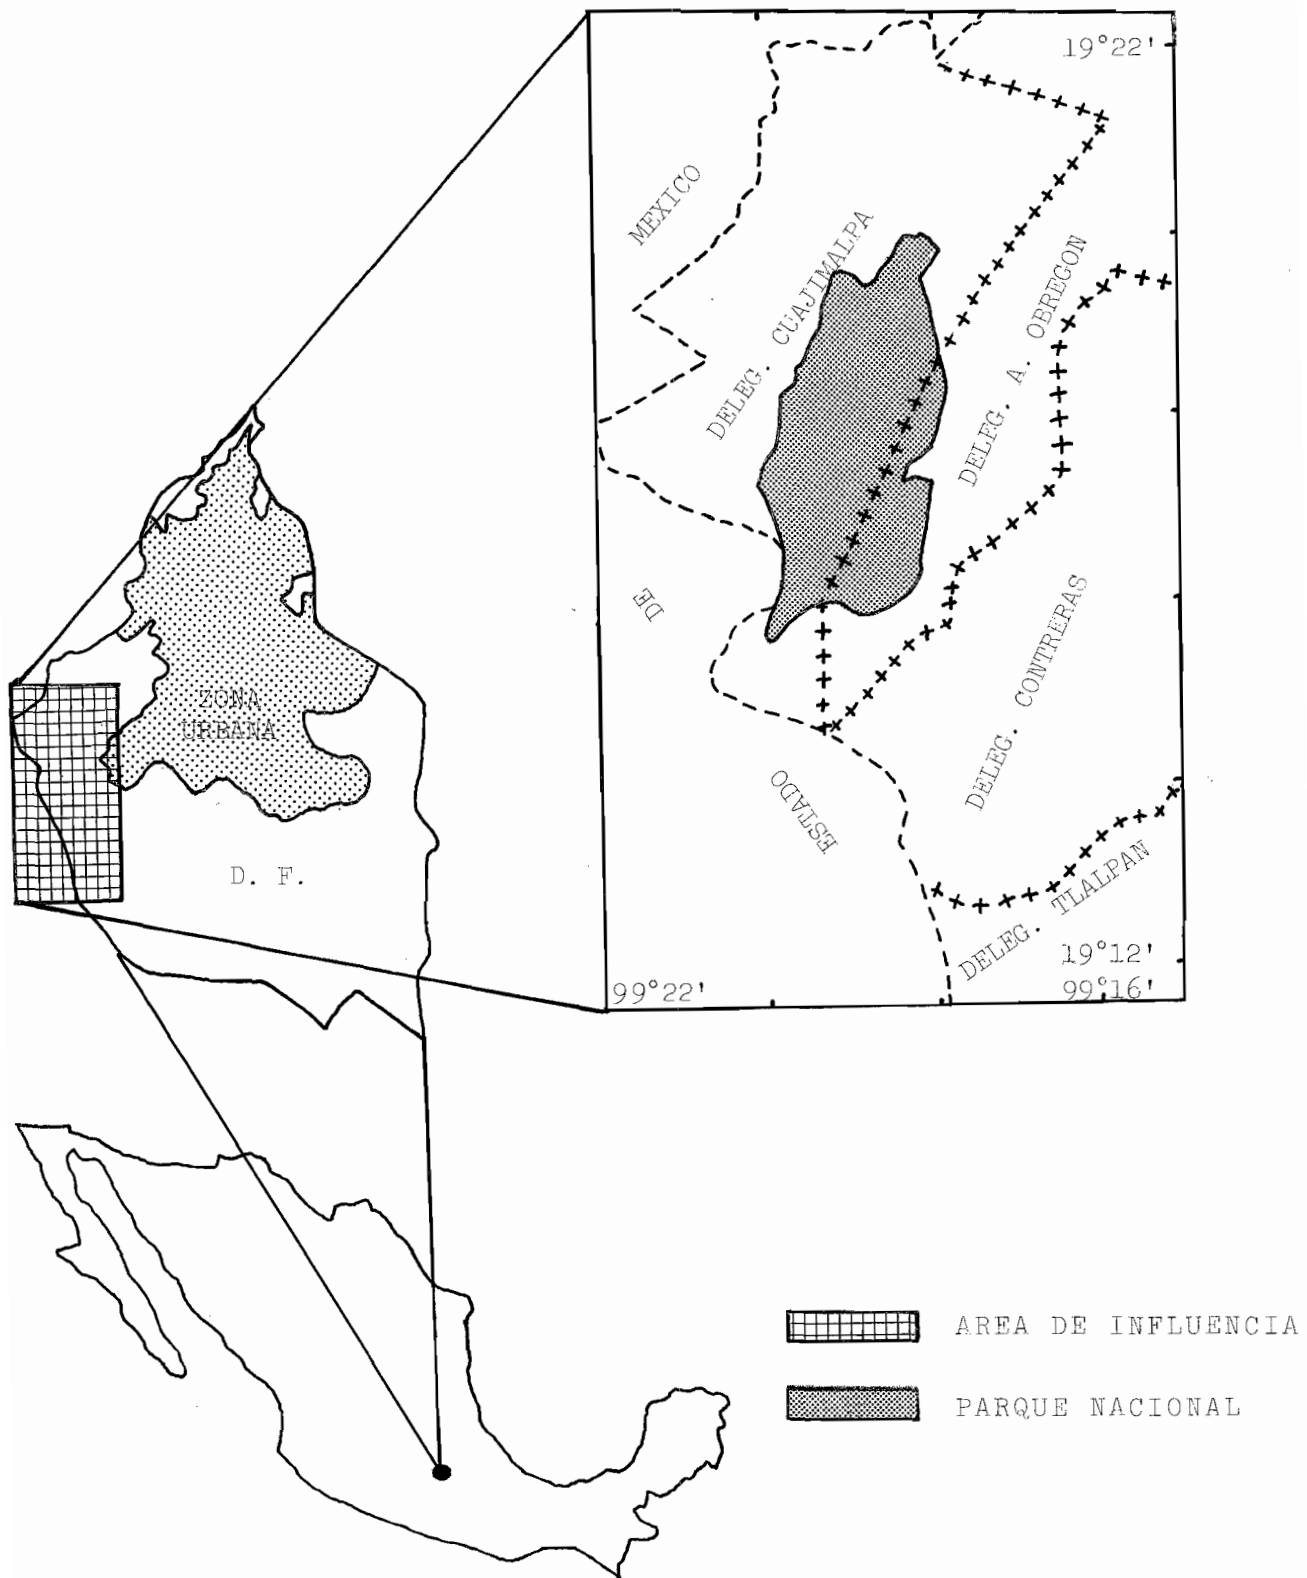 19°22'
MEXICO
DELEG. CUAJIMALPA
DELEG. A. OBREGON
DE
DELEG. CONTRERAS
ESTADO
DELEG. TLALPAN
19°12'
99°22'
99°16'
ZONA
URBANA
D. F.
AREA DE INFLUENCIA
PARQUE NACIONAL